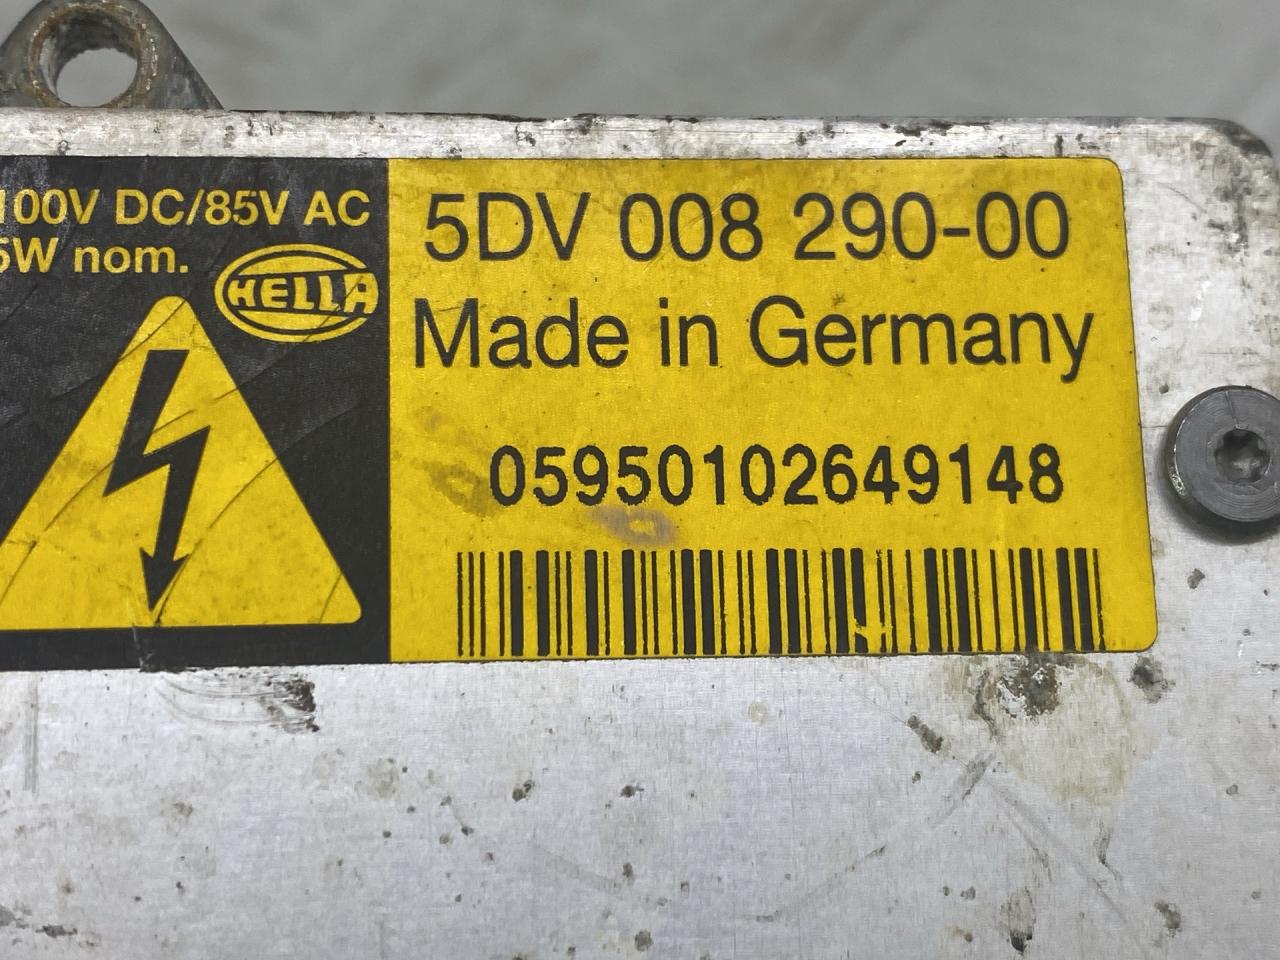 100V DC/85V AC
5W nom.
HELLA
5DV 008 290-00
Made in Germany
05950102649148